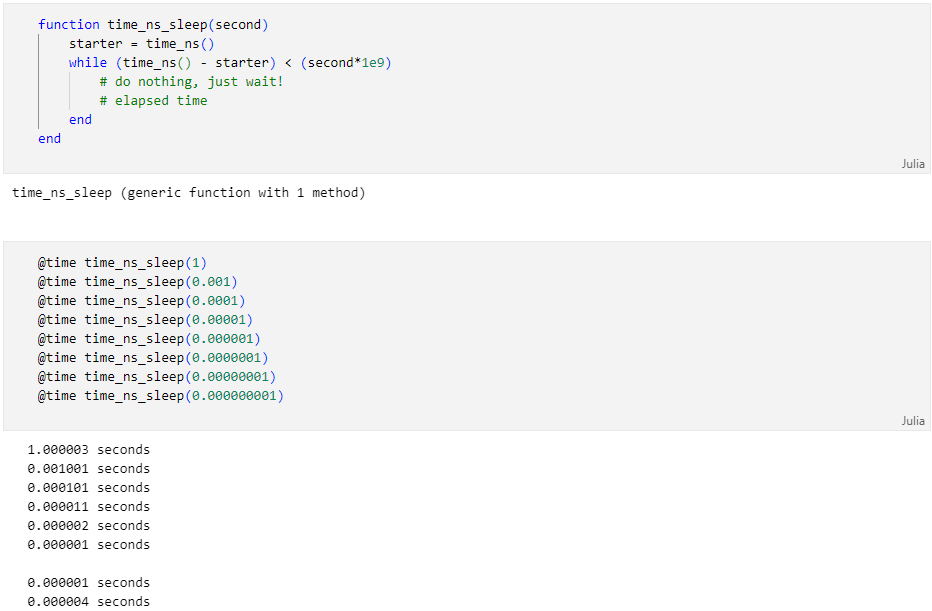 function time_ns_sleep(second)
    starter = time_ns()
    while (time_ns() - starter) < (second*1e9)
        # do nothing, just wait!
        # elapsed time
    end
end
Julia
time_ns_sleep (generic function with 1 method)
@time time_ns_sleep(1)
@time time_ns_sleep(0.001)
@time time_ns_sleep(0.0001)
@time time_ns_sleep(0.00001)
@time time_ns_sleep(0.000001)
@time time_ns_sleep(0.0000001)
@time time_ns_sleep(0.00000001)
@time time_ns_sleep(0.000000001)
Julia
1.000003 seconds
0.001001 seconds
0.000101 seconds
0.000011 seconds
0.000002 seconds
0.000001 seconds
0.000001 seconds
0.000004 seconds